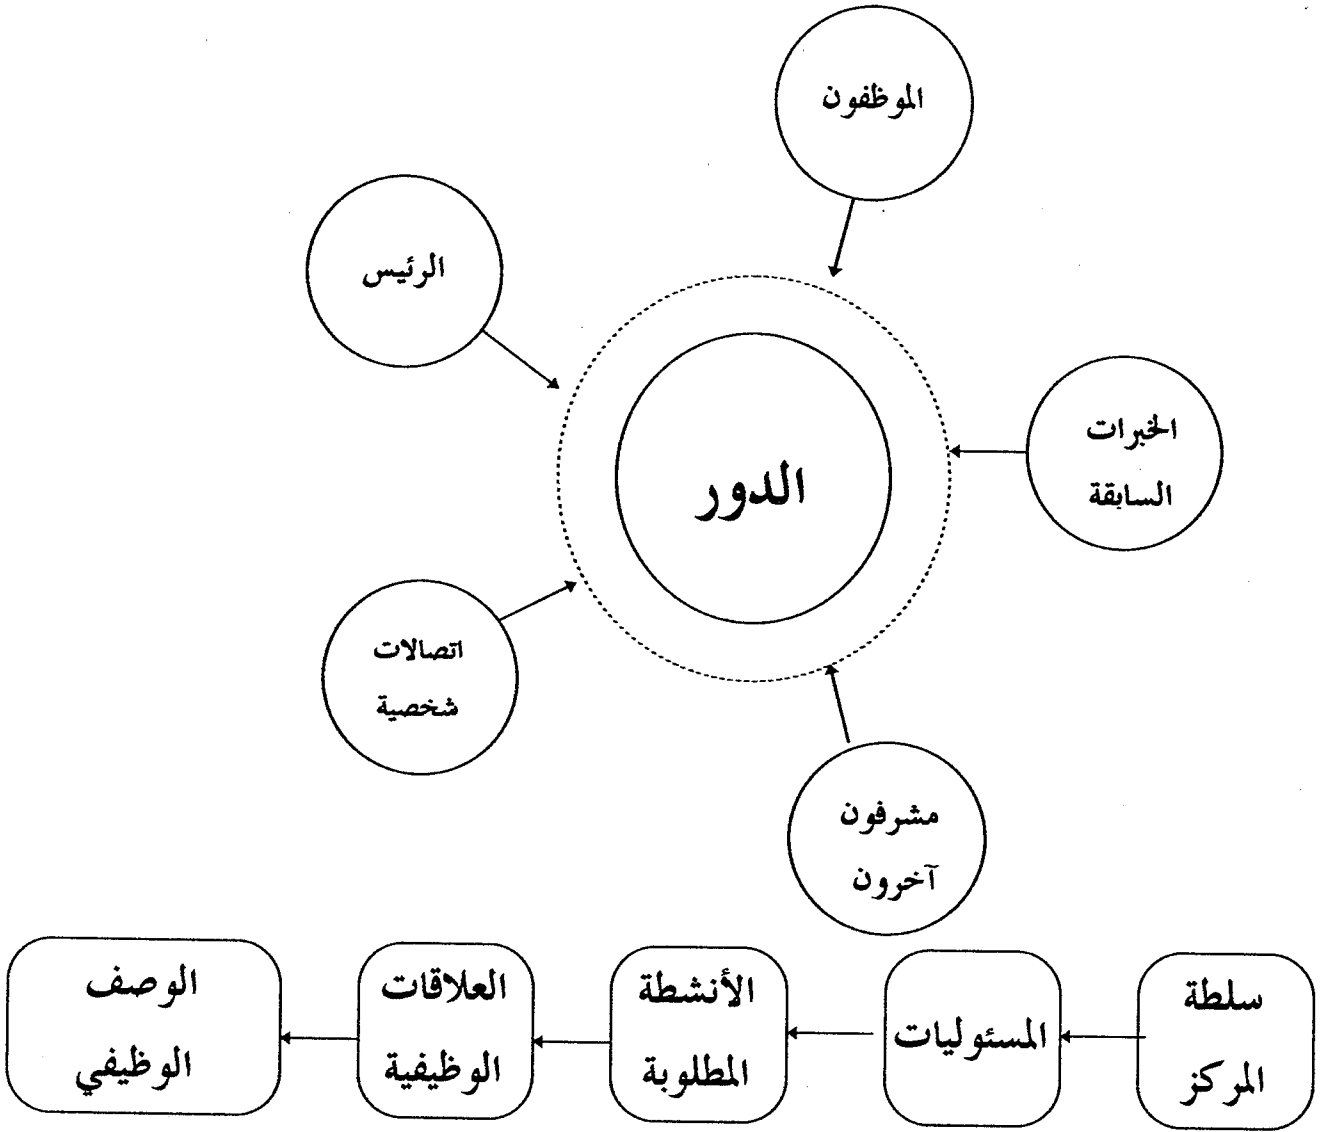 الموظفون
الرئيس
الخبرات
السابقة
الدور
اتصالات
شخصية
مشرفون
آخرون
سلطة
المركز
المسئوليات
الأنشطة
المطلوبة
العلاقات
الوظيفية
الوصف
الوظيفي